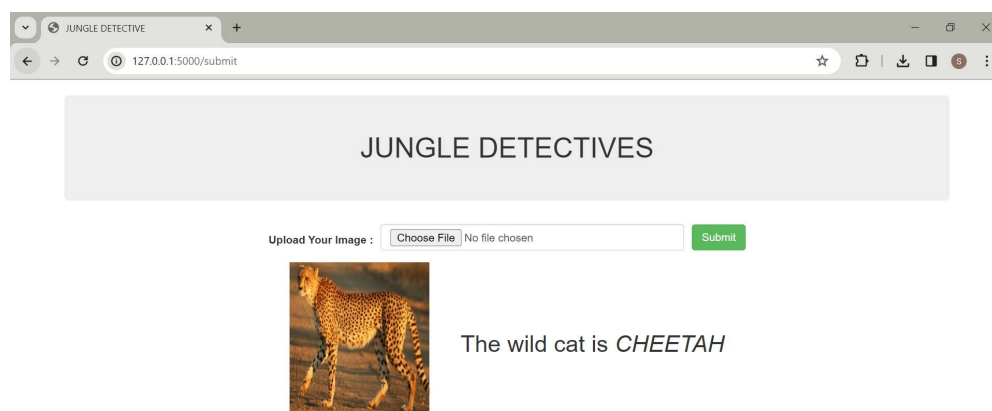 JUNGLE DETECTIVE
127.0.0.1:5000/submit
S
JUNGLE DETECTIVES
Upload Your Image : Choose File No file chosen Submit
The wild cat is CHEETAH